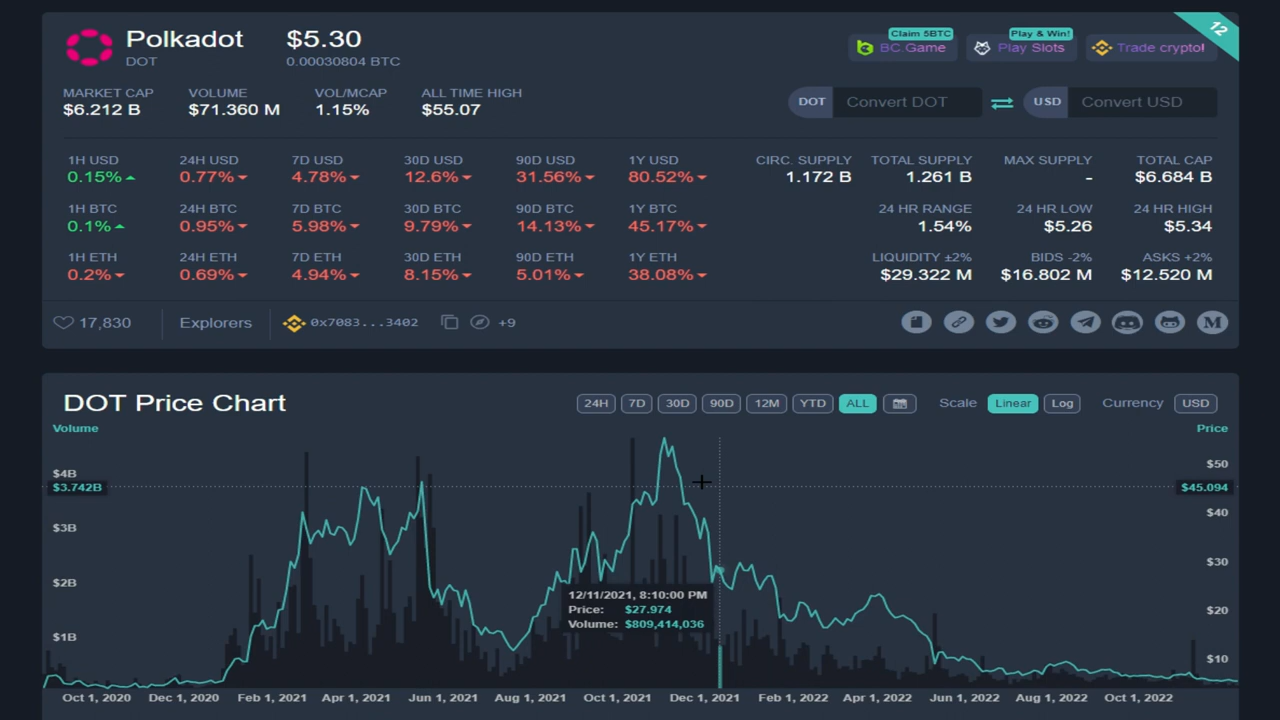 Polkadot
DOT
$5.30
0.00030804 BTC
Claim 5BTC
BC.Game
Play & Win!
Play Slots
Trade crypto!
12
MARKET CAP VOLUME VOL/MCAP ALL TIME HIGH
$6.212 B $71.360 M 1.15% $55.07
DOT Convert DOT USD Convert USD
1H USD 24H USD 7D USD 30D USD 90D USD 1Y USD CIRC. SUPPLY TOTAL SUPPLY MAX SUPPLY TOTAL CAP
0.15% 0.77% 4.78% 12.6% 31.56% 80.52% 1.172 B 1.261 B - $6.684 B
1H BTC 24H BTC 7D BTC 30D BTC 90D BTC 1Y BTC 24 HR RANGE 24 HR LOW 24 HR HIGH
0.1% 0.95% 5.98% 9.79% 14.13% 45.17% 1.54% $5.26 $5.34
1H ETH 24H ETH 7D ETH 30D ETH 90D ETH 1Y ETH LIQUIDITY ±2% BIDS -2% ASKS +2%
0.2% 0.69% 4.94% 8.15% 5.01% 38.08% $29.322 M $16.802 M $12.520 M
17,830 Explorers 0x7083...3402 +9
DOT Price Chart 24H 7D 30D 90D 12M YTD ALL Scale Linear Log Currency USD
Volume Price
$50
$4B
$3.742B $45.094
$40
$3B
$30
$2B
12/11/2021, 8:10:00 PM
Price: $27.974
$20
Volume: $809,414,036
$1B
$10
Oct 1, 2020 Dec 1, 2020 Feb 1, 2021 Apr 1, 2021 Jun 1, 2021 Aug 1, 2021 Oct 1, 2021 Dec 1, 2021 Feb 1, 2022 Apr 1, 2022 Jun 1, 2022 Aug 1, 2022 Oct 1, 2022